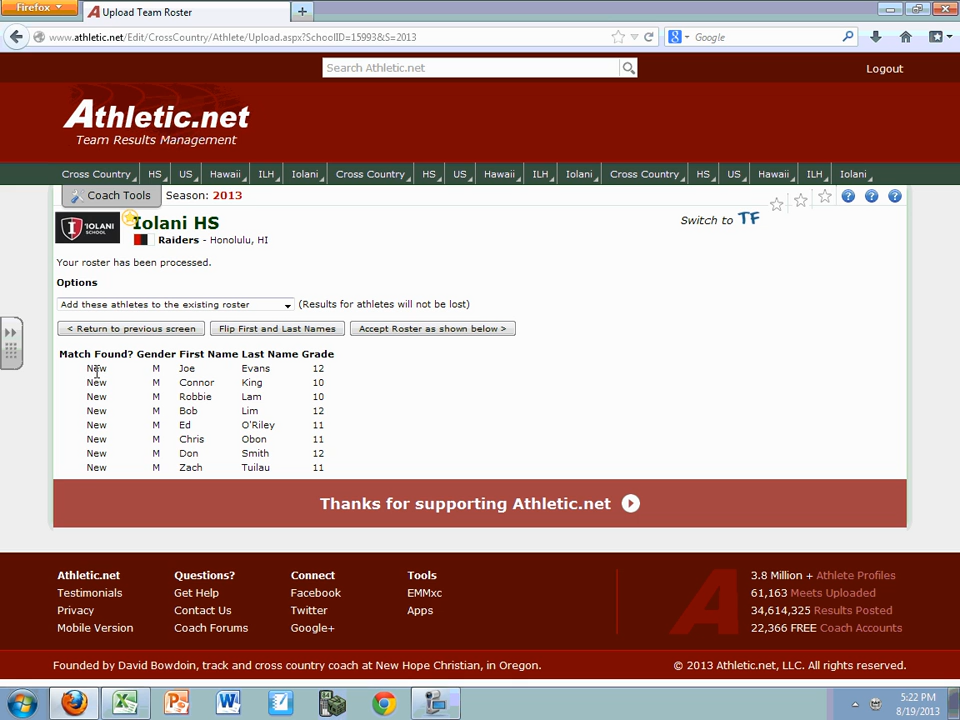 Firefox
Upload Team Roster
www.athletic.net/Edit/CrossCountry/Athlete/Upload.aspx?SchoolID=15993&S=2013
Google
Search Athletic.net
Logout
Athletic.net
Team Results Management
Cross Country HS US Hawaii ILH Iolani Cross Country HS US Hawaii ILH Iolani Cross Country HS US Hawaii ILH Iolani
Coach Tools Season: 2013
IOLANI SCHOOL
Iolani HS
Raiders - Honolulu, HI
Switch to TF
Your roster has been processed.
Options
Add these athletes to the existing roster (Results for athletes will not be lost)
< Return to previous screen Flip First and Last Names Accept Roster as shown below >
Match Found? Gender First Name Last Name Grade
New M Joe Evans 12
New M Connor King 10
New M Robbie Lam 10
New M Bob Lim 12
New M Ed O'Riley 11
New M Chris Obon 11
New M Don Smith 12
New M Zach Tuilau 11
Thanks for supporting Athletic.net
Athletic.net Questions? Connect Tools
Testimonials Get Help Facebook EMMxc
Privacy Contact Us Twitter Apps
Mobile Version Coach Forums Google+
3.8 Million + Athlete Profiles
61,163 Meets Uploaded
34,614,325 Results Posted
22,366 FREE Coach Accounts
Founded by David Bowdoin, track and cross country coach at New Hope Christian, in Oregon. © 2013 Athletic.net, LLC. All rights reserved.
5:22 PM
8/19/2013